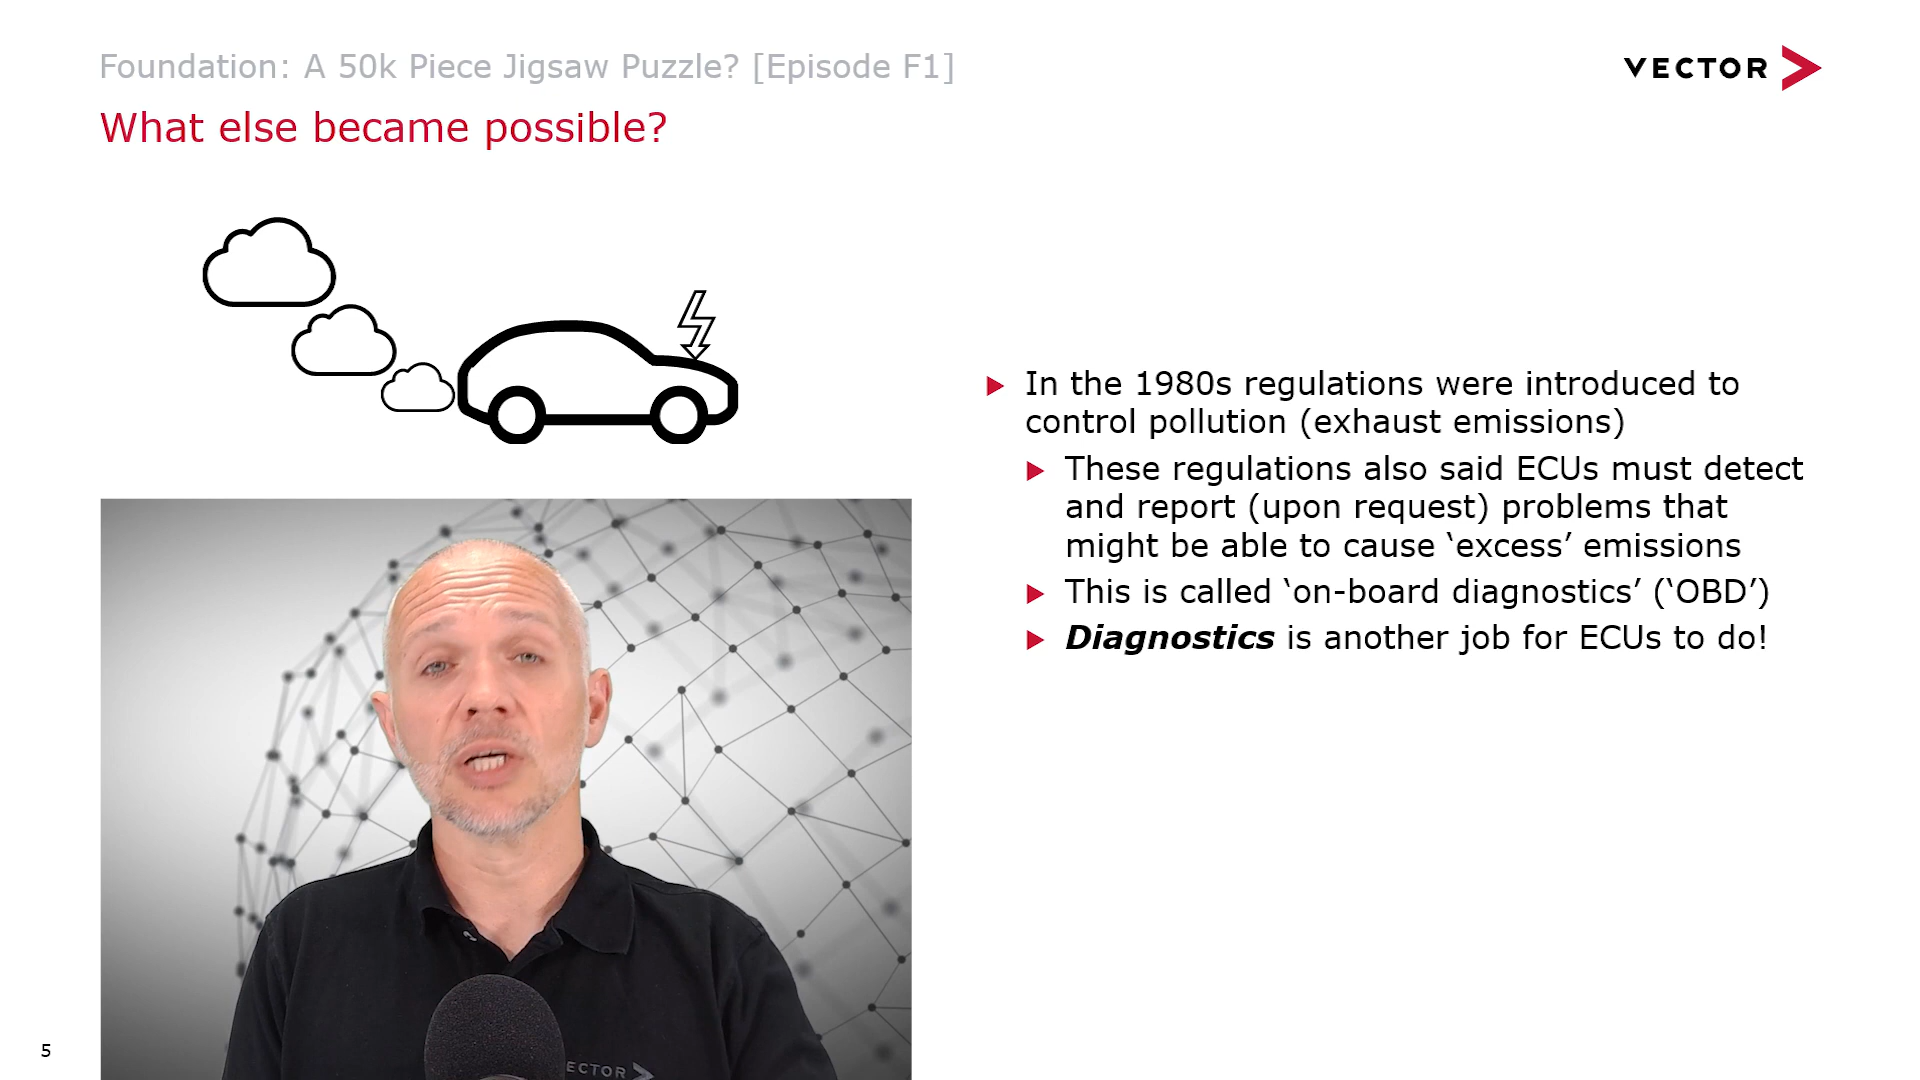 Foundation: A 50k Piece Jigsaw Puzzle? [Episode F1]
VECTOR
What else became possible?
In the 1980s regulations were introduced to
control pollution (exhaust emissions)
These regulations also said ECUs must detect
and report (upon request) problems that
might be able to cause ‘excess’ emissions
This is called ‘on-board diagnostics’ (‘OBD’)
Diagnostics is another job for ECUs to do!
ECTOR
5